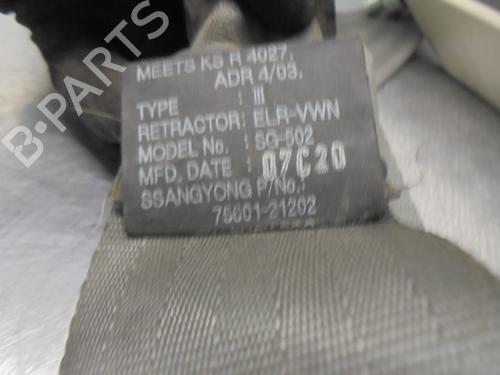 MEETS KS R 4027,
ADR 4/03,
TYPE : III
RETRACTOR: ELR-VWN
MODEL No. : SG-502
MFD. DATE : 07C20
SSANGYONG P/No.:
75601-21202